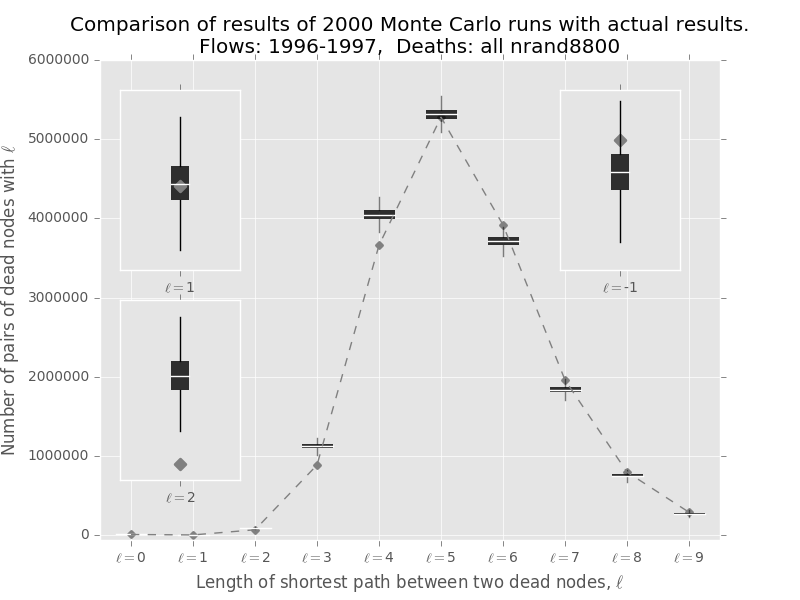 Comparison of results of 2000 Monte Carlo runs with actual results.
Flows: 1996-1997,  Deaths: all nrand8800
Number of pairs of dead nodes with ℓ
6000000
5000000
4000000
3000000
2000000
1000000
0
ℓ=1
ℓ=2
ℓ=-1
ℓ=0 ℓ=1 ℓ=2 ℓ=3 ℓ=4 ℓ=5 ℓ=6 ℓ=7 ℓ=8 ℓ=9
Length of shortest path between two dead nodes, ℓ